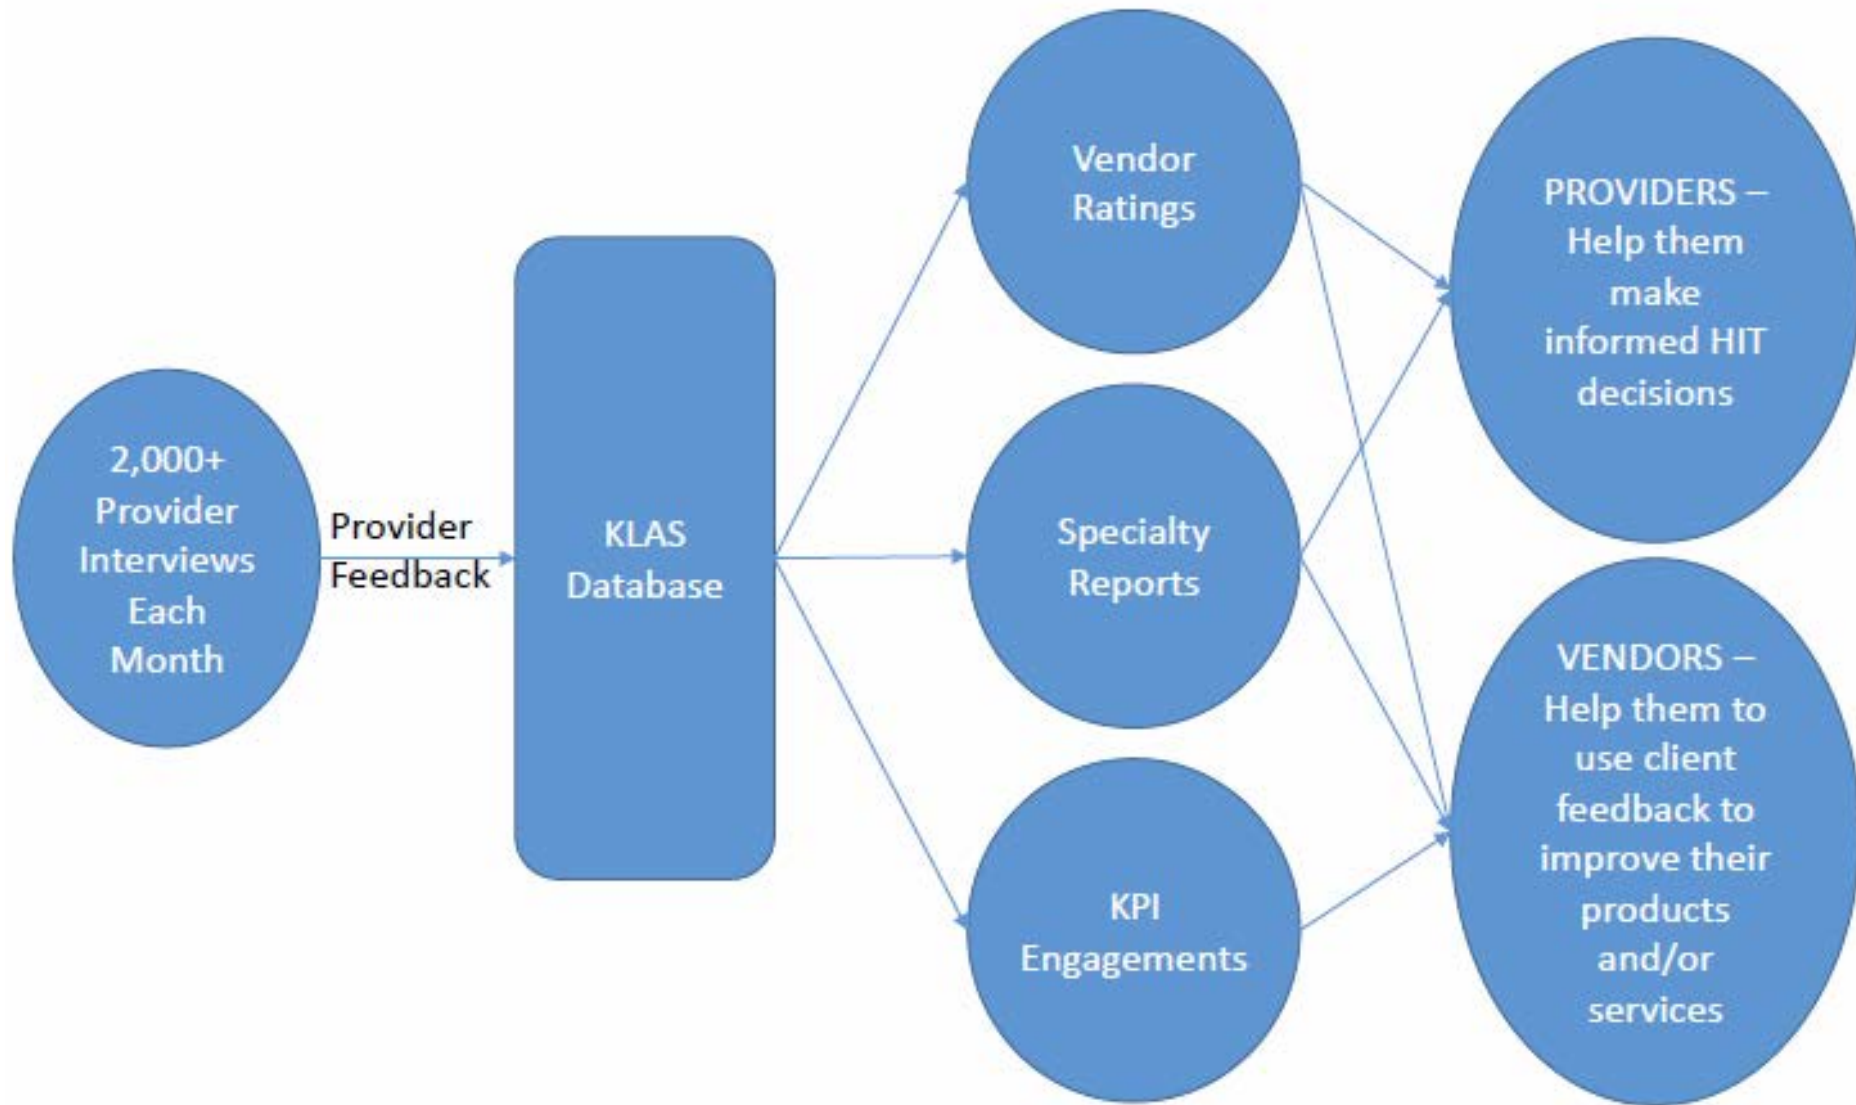 2,000+
Provider
Interviews
Each
Month
Provider
Feedback
KLAS
Database
Vendor
Ratings
Specialty
Reports
KPI
Engagements
PROVIDERS –
Help them
make
informed HIT
decisions
VENDORS –
Help them to
use client
feedback to
improve their
products
and/or
services